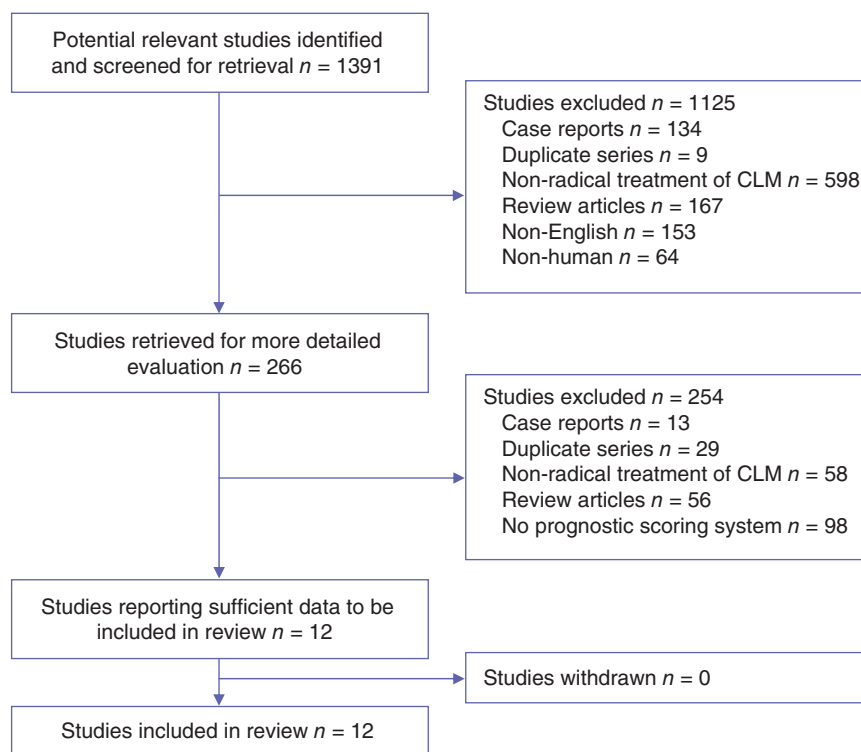 Potential relevant studies identified
and screened for retrieval n = 1391
Studies excluded n = 1125
Case reports n = 134
Duplicate series n = 9
Non-radical treatment of CLM n = 598
Review articles n = 167
Non-English n = 153
Non-human n = 64
Studies retrieved for more detailed
evaluation n = 266
Studies excluded n = 254
Case reports n = 13
Duplicate series n = 29
Non-radical treatment of CLM n = 58
Review articles n = 56
No prognostic scoring system n = 98
Studies reporting sufficient data to be
included in review n = 12
Studies withdrawn n = 0
Studies included in review n = 12